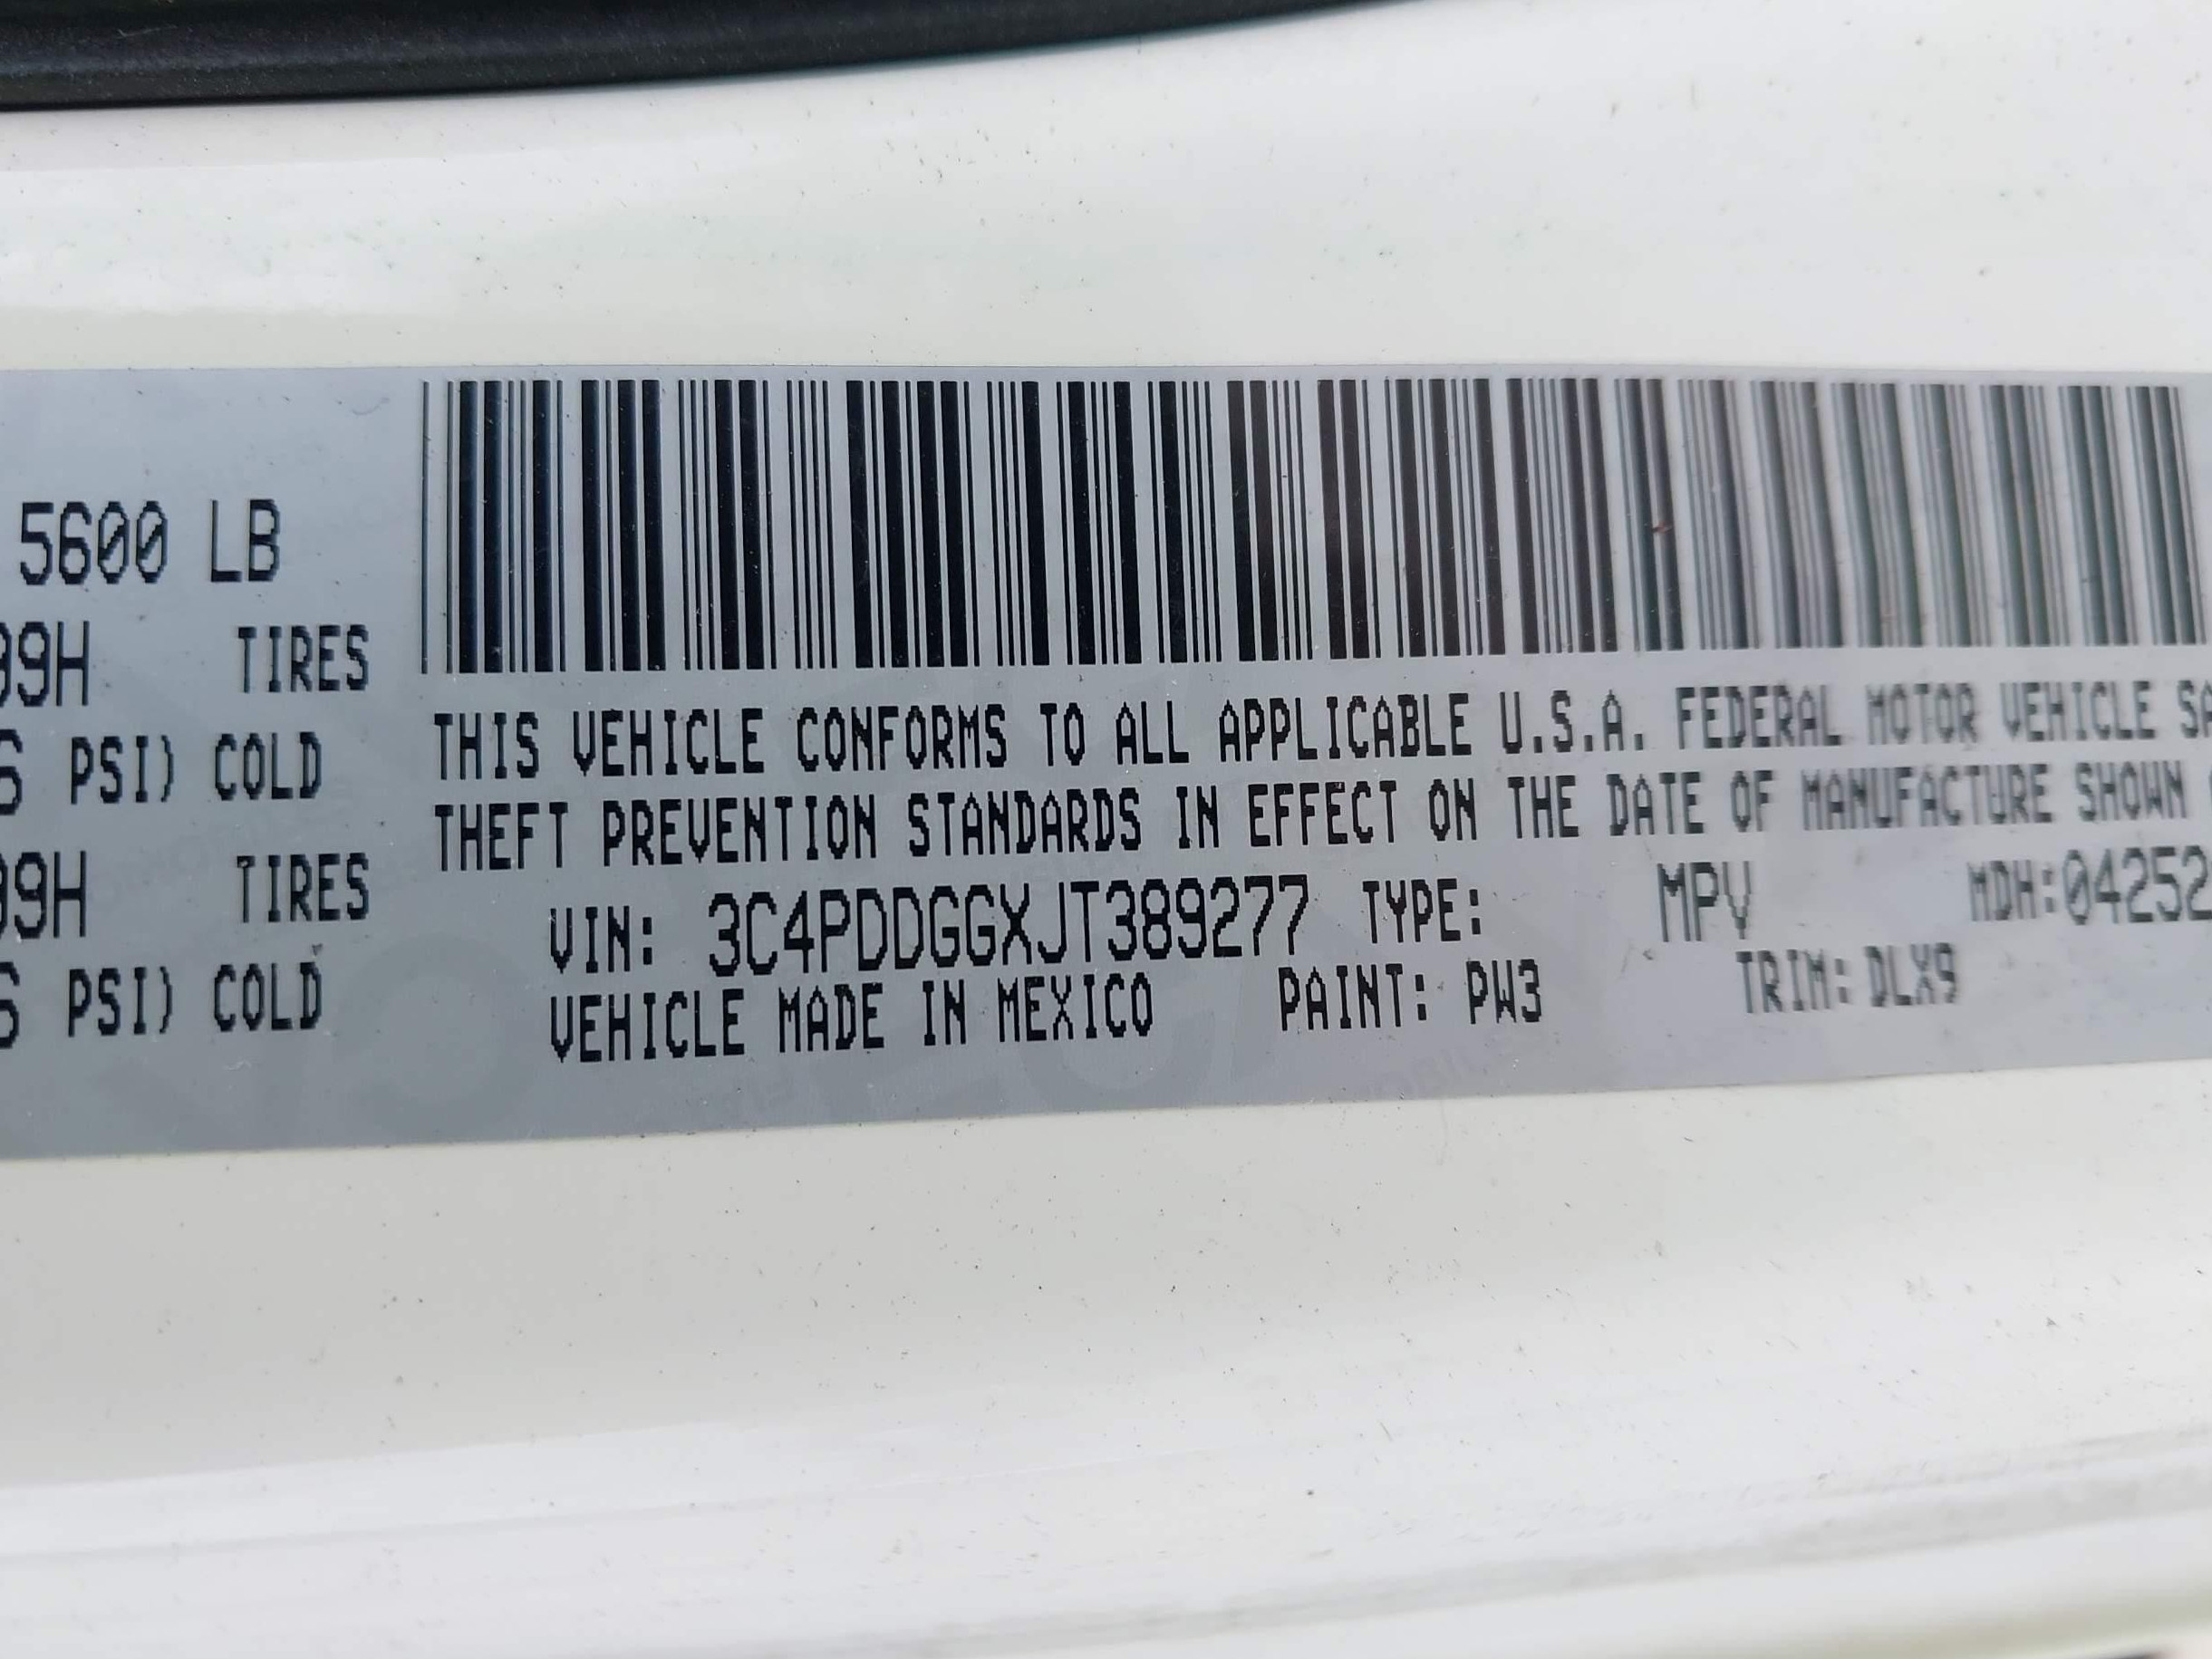 5600 LB
99H TIRES
PSI) COLD
99H TIRES
PSI) COLD
THIS VEHICLE CONFORMS TO ALL APPLICABLE U.S.A. FEDERAL MOTOR VEHICLE SA
THEFT PREVENTION STANDARDS IN EFFECT ON THE DATE OF MANUFACTURE SHOWN
VIN: 3C4PDDGGXJT389277 TYPE: MPV MDH:04252
VEHICLE MADE IN MEXICO PAINT: PW3 TRIM: DLX9